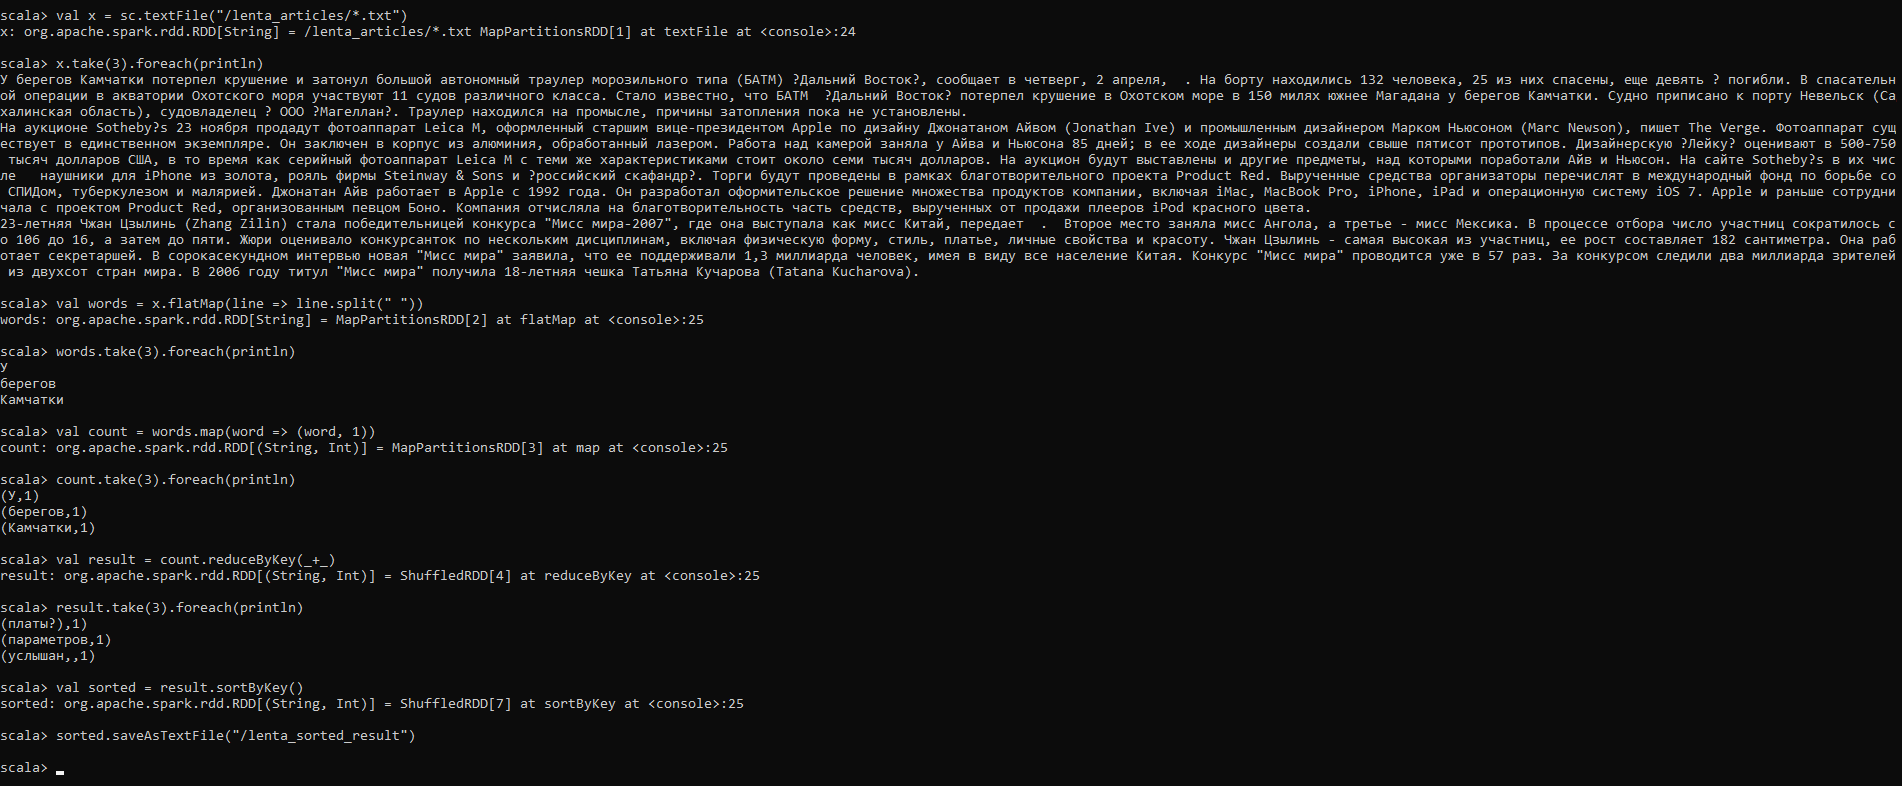 scala> val x = sc.textFile("/lenta_articles/*.txt")
x: org.apache.spark.rdd.RDD[String] = /lenta_articles/*.txt MapPartitionsRDD[1] at textFile at <console>:24
scala> x.take(3).foreach(println)
У берегов Камчатки потерпел крушение и затонул большой автономный траулер морозильного типа (БАТМ) ?Дальний Восток?, сообщает в четверг, 2 апреля,  . На борту находились 132 человека, 25 из них спасены, еще девять ? погибли. В спасательн
ой операции в акватории Охотского моря участвуют 11 судов различного класса. Стало известно, что БАТМ  ?Дальний Восток? потерпел крушение в Охотском море в 150 милях южнее Магадана у берегов Камчатки. Судно приписано к порту Невельск (Са
халинская область), судовладелец ? ООО ?Магеллан?. Траулер находился на промысле, причины затопления пока не установлены.
На аукционе Sotheby?s 23 ноября продадут фотоаппарат Leica M, оформленный старшим вице-президентом Apple по дизайну Джонатаном Айвом (Jonathan Ive) и промышленным дизайнером Марком Ньюсоном (Marc Newson), пишет The Verge. Фотоаппарат сущ
ествует в единственном экземпляре. Он заключен в корпус из алюминия, обработанный лазером. Работа над камерой заняла у Айва и Ньюсона 85 дней; в ее ходе дизайнеры создали свыше пятисот прототипов. Дизайнерскую ?Лейку? оценивают в 500-750
 тысяч долларов США, в то время как серийный фотоаппарат Leica M с теми же характеристиками стоит около семи тысяч долларов. На аукцион будут выставлены и другие предметы, над которыми поработали Айв и Ньюсон. На сайте Sotheby?s в их чис
ле   наушники для iPhone из золота, рояль фирмы Steinway & Sons и ?российский скафандр?. Торги будут проведены в рамках благотворительного проекта Product Red. Вырученные средства организаторы перечислят в международный фонд по борьбе со
 СПИДом, туберкулезом и малярией. Джонатан Айв работает в Apple с 1992 года. Он разработал оформительское решение множества продуктов компании, включая iMac, MacBook Pro, iPhone, iPad и операционную систему iOS 7. Apple и раньше сотрудни
чала с проектом Product Red, организованным певцом Боно. Компания отчисляла на благотворительность часть средств, вырученных от продажи плееров iPod красного цвета.
23-летняя Чжан Цзылинь (Zhang Zilin) стала победительницей конкурса "Мисс мира-2007", где она выступала как мисс Китай, передает  .  Второе место заняла мисс Ангола, а третье - мисс Мексика. В процессе отбора число участниц сократилось с
о 106 до 16, а затем до пяти. Жюри оценивало конкурсанток по нескольким дисциплинам, включая физическую форму, стиль, платье, личные свойства и красоту. Чжан Цзылинь - самая высокая из участниц, ее рост составляет 182 сантиметра. Она раб
отает секретаршей. В сорокасекундном интервью новая "Мисс мира" заявила, что ее поддерживали 1,3 миллиарда человек, имея в виду все население Китая. Конкурс "Мисс мира" проводится уже в 57 раз. За конкурсом следили два миллиарда зрителей
 из двухсот стран мира. В 2006 году титул "Мисс мира" получила 18-летняя чешка Татьяна Кучарова (Tatana Kucharova).
scala> val words = x.flatMap(line => line.split(" "))
words: org.apache.spark.rdd.RDD[String] = MapPartitionsRDD[2] at flatMap at <console>:25
scala> words.take(3).foreach(println)
У
берегов
Камчатки
scala> val count = words.map(word => (word, 1))
count: org.apache.spark.rdd.RDD[(String, Int)] = MapPartitionsRDD[3] at map at <console>:25
scala> count.take(3).foreach(println)
(У,1)
(берегов,1)
(Камчатки,1)
scala> val result = count.reduceByKey(_+_)
result: org.apache.spark.rdd.RDD[(String, Int)] = ShuffledRDD[4] at reduceByKey at <console>:25
scala> result.take(3).foreach(println)
(платы?),1)
(параметров,1)
(услышан,,1)
scala> val sorted = result.sortByKey()
sorted: org.apache.spark.rdd.RDD[(String, Int)] = ShuffledRDD[7] at sortByKey at <console>:25
scala> sorted.saveAsTextFile("/lenta_sorted_result")
scala>